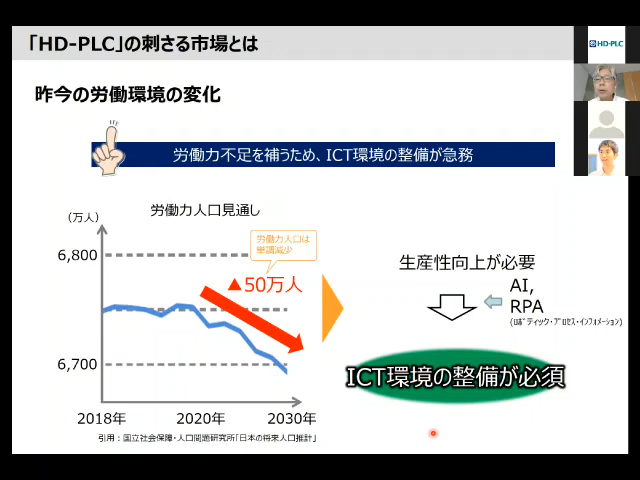 「HD-PLC」の刺さる市場とは
HD-PLC
昨今の労働環境の変化
労働力不足を補うため、ICT環境の整備が急務
(万人)
労働力人口見通し
労働力人口は
単調減少
6,800
▲50万人
6,700
2018年
2020年
2030年
引用：国立社会保障・人口問題研究所「日本の将来人口推計」
生産性向上が必要
AI,
RPA
(ﾛﾎﾞﾃｨｯｸ・ﾌﾟﾛｾｽ・ｲﾝﾌｫﾒｰｼｮﾝ)
ICT環境の整備が必須